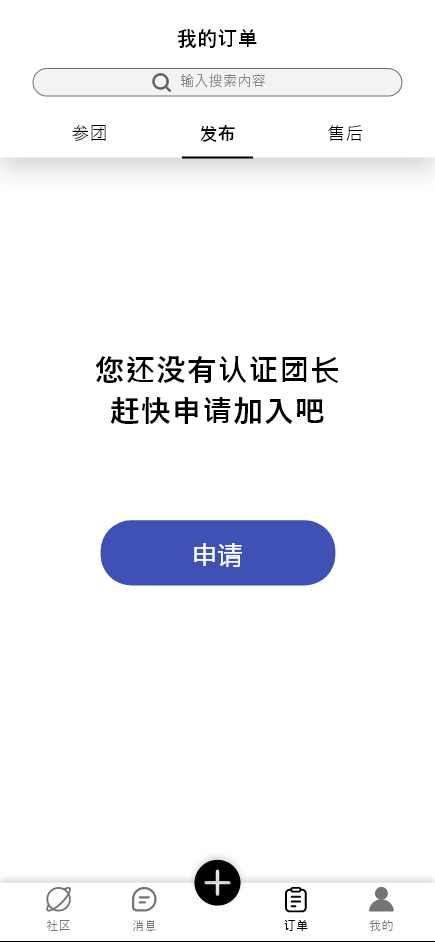 我的订单
输入搜索内容
参团 发布 售后
您还没有认证团长
赶快申请加入吧
申请
社区 消息 订单 我的